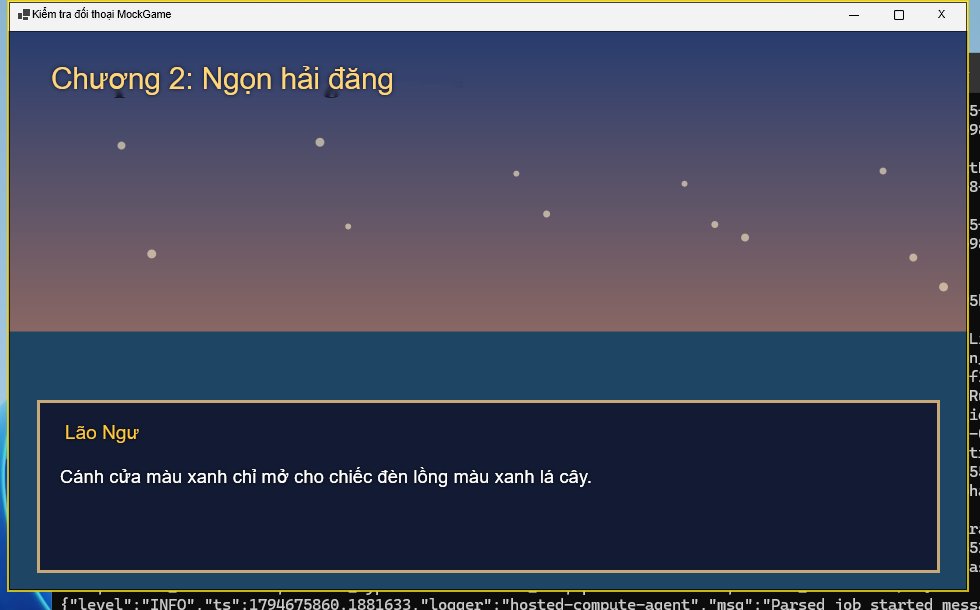 Kiểm tra đối thoại MockGame
Chương 2: Ngọn hải đăng
Lão Ngư
Cánh cửa màu xanh chỉ mở cho chiếc đèn lồng màu xanh lá cây.
{"level":"INFO","ts":1794675860.1881633,"logger":"hosted-compute-agent","msg":"Parsed job started mes